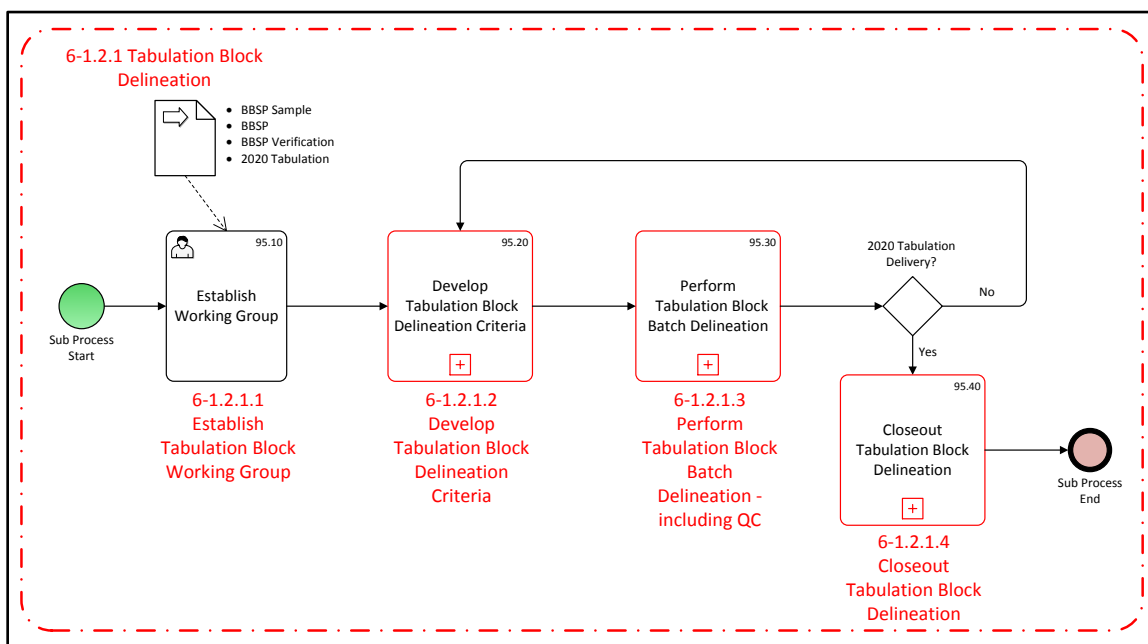 6-1.2.1 Tabulation Block
Delineation
• BBSP Sample
• BBSP
• BBSP Verification
• 2020 Tabulation
95.10
Establish
Working Group
95.20
Develop
Tabulation Block
Delineation Criteria
+
95.30
Perform
Tabulation Block
Batch Delineation
+
2020 Tabulation
Delivery?
No
Yes
Sub Process
Start
6-1.2.1.1
Establish
Tabulation Block
Working Group
6-1.2.1.2
Develop
Tabulation Block
Delineation
Criteria
6-1.2.1.3
Perform
Tabulation Block
Batch
Delineation -
including QC
95.40
Closeout
Tabulation Block
Delineation
+
Sub Process
End
6-1.2.1.4
Closeout
Tabulation Block
Delineation